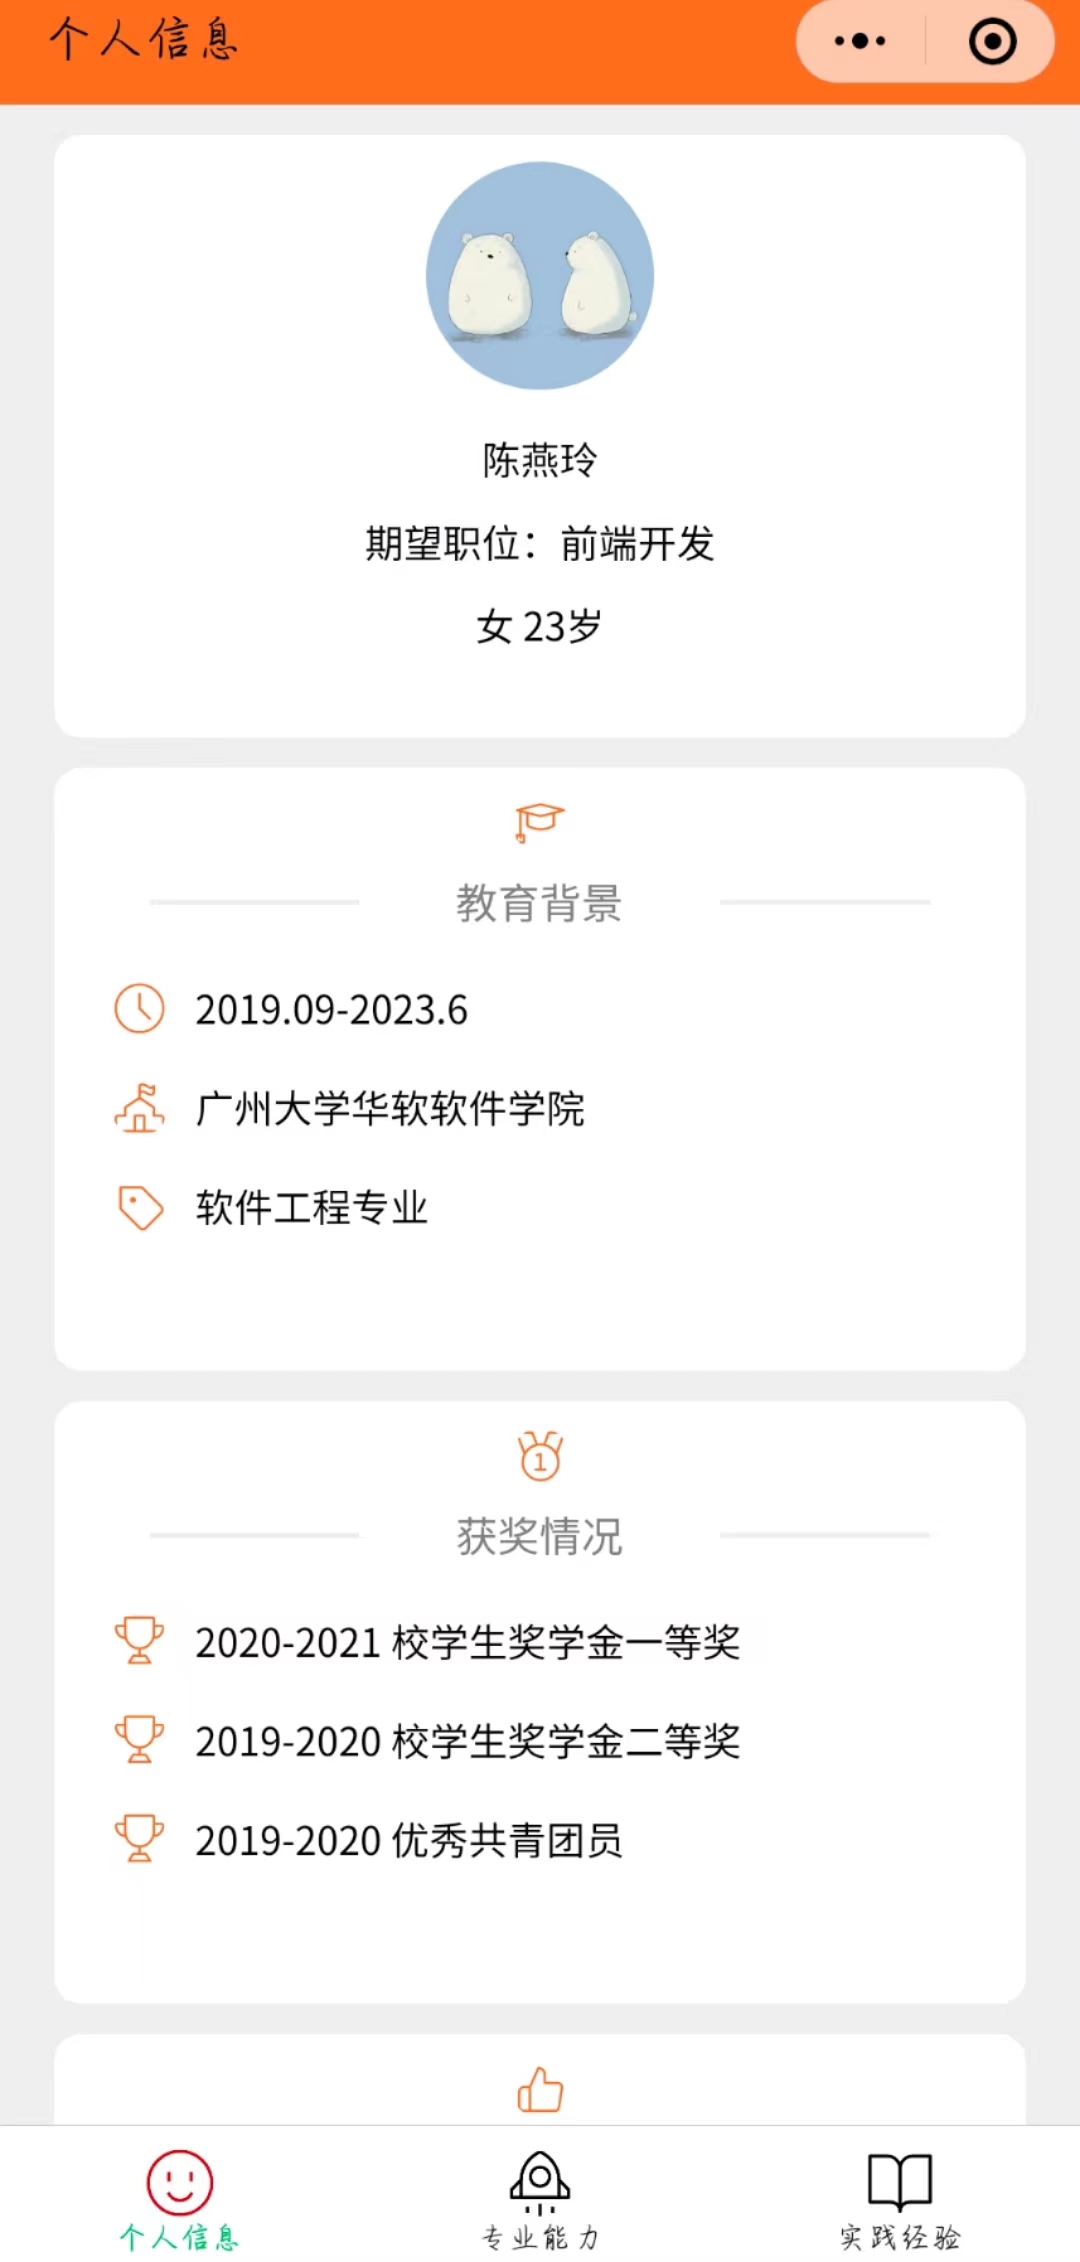 个人信息
陈燕玲
期望职位：前端开发
女 23岁
教育背景
2019.09-2023.6
广州大学华软软件学院
软件工程专业
1
获奖情况
2020-2021 校学生奖学金一等奖
2019-2020 校学生奖学金二等奖
2019-2020 优秀共青团员
个人信息
专业能力
实践经验